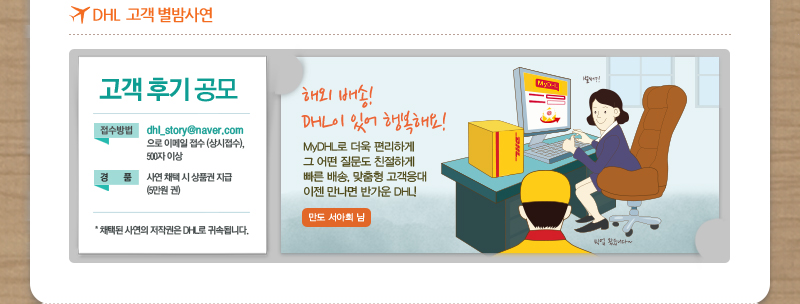 DHL 고객 별밤사연
고객 후기 공모
접수방법 dhl_story@naver.com
으로 이메일 접수 (상시접수),
500자 이상
경 품 사연 채택 시 상품권 지급
(5만원 권)
* 채택된 사연의 저작권은 DHL로 귀속됩니다.
해외 배송!
DHL이 있어 행복해요!
MyDHL로 더욱 편리하게
그 어떤 질문도 친절하게
빠른 배송, 맞춤형 고객응대
이젠 만나면 반가운 DHL!
민도 서아희 님
MyDHL
DHL